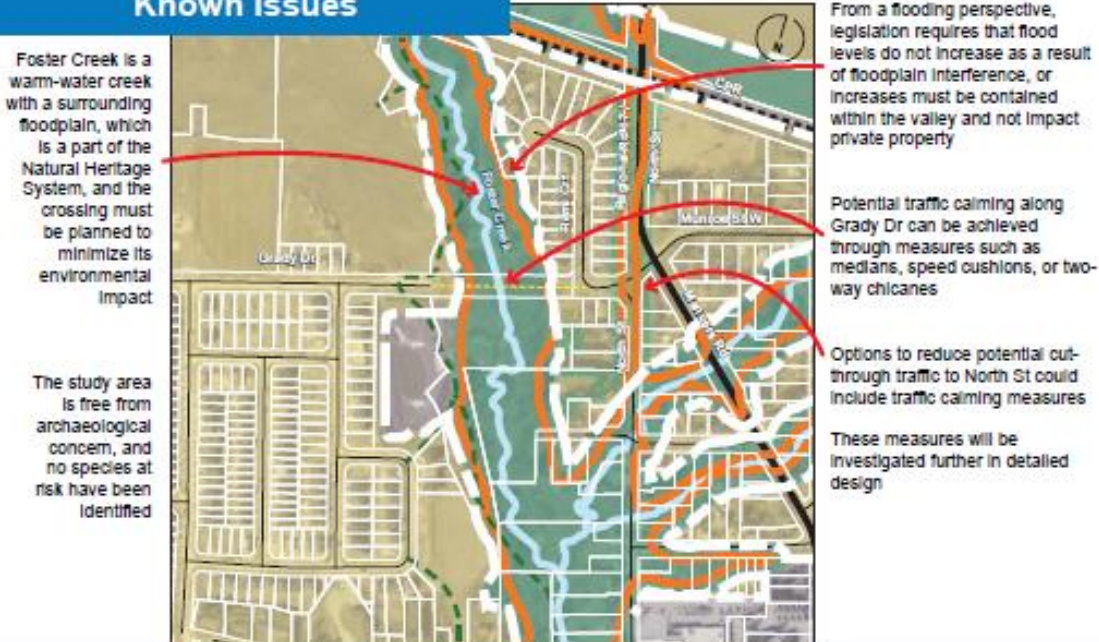 Known Issues
Foster Creek is a
warm-water creek
with a surrounding
floodplain, which
is a part of the
Natural Heritage
System, and the
crossing must
be planned to
minimize its
environmental
impact
The study area
is free from
archaeological
concern, and
no species at
risk have been
identified
From a flooding perspective,
legislation requires that flood
levels do not increase as a result
of floodplain interference, or
increases must be contained
within the valley and not impact
private property
Potential traffic calming along
Grady Dr can be achieved
through measures such as
medians, speed cushions, or two-
way chicanes
Options to reduce potential cut-
through traffic to North St could
include traffic calming measures
These measures will be
investigated further in detailed
design
N
CPR
Foster Creek
Munroe St W
Grady Dr
North St